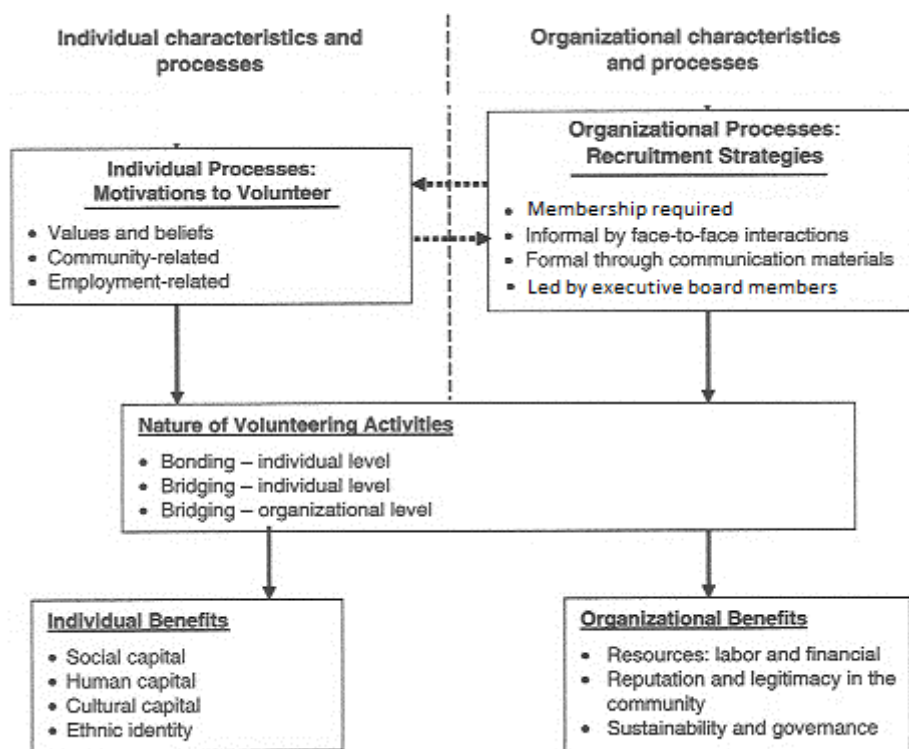 Individual characteristics and
processes
Organizational characteristics
and processes
Individual Processes:
Motivations to Volunteer
• Values and beliefs
• Community-related
• Employment-related
Organizational Processes:
Recruitment Strategies
• Membership required
• Informal by face-to-face interactions
• Formal through communication materials
• Led by executive board members
Nature of Volunteering Activities
• Bonding – individual level
• Bridging – individual level
• Bridging – organizational level
Individual Benefits
• Social capital
• Human capital
• Cultural capital
• Ethnic identity
Organizational Benefits
• Resources: labor and financial
• Reputation and legitimacy in the
community
• Sustainability and governance